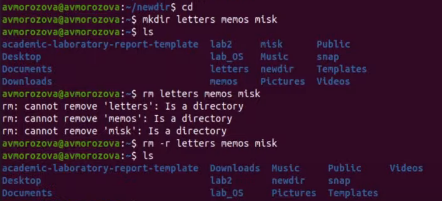 avmorozova@avmorozova:~/newdir$ cd
avmorozova@avmorozova:~$ mkdir letters memos misk
avmorozova@avmorozova:~$ ls
academic-laboratory-report-template lab2 misk Public
Desktop lab_OS Music snap
Documents letters newdir Templates
Downloads memos Pictures Videos
avmorozova@avmorozova:~$ rm letters memos misk
rm: cannot remove 'letters': Is a directory
rm: cannot remove 'memos': Is a directory
rm: cannot remove 'misk': Is a directory
avmorozova@avmorozova:~$ rm -r letters memos misk
avmorozova@avmorozova:~$ ls
academic-laboratory-report-template Downloads Music Public Videos
Desktop lab2 newdir snap
Documents lab_OS Pictures Templates